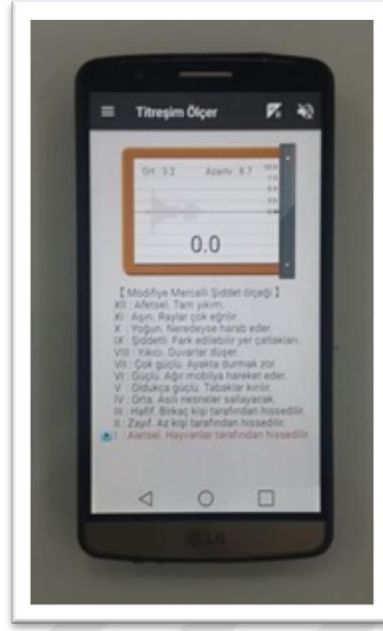 Titreşim Ölçer
Ort : 3.2 Azami : 8.7
0.0
【 Modifiye Mercalli Şiddet ölçeği 】
XII : Afetsel. Tam yıkım.
XI : Aşırı. Raylar çok eğrilir.
X : Yoğun. Neredeyse harab eder.
IX : Şiddetli. Fark edilebilir yer çatlakları.
VIII : Yıkıcı. Duvarlar düşer.
VII : Çok güçlü. Ayakta durmak zor.
VI : Güçlü. Ağır mobilya hareket eder.
V : Oldukça güçlü. Tabaklar kırılır.
IV : Orta. Asılı nesneler sallayacak.
III : Hafif. Birkaç kişi tarafından hissedilir.
II : Zayıf. Az kişi tarafından hissedilir.
I : Aletsel. Hayvanlar tarafından hissedilir.
LG